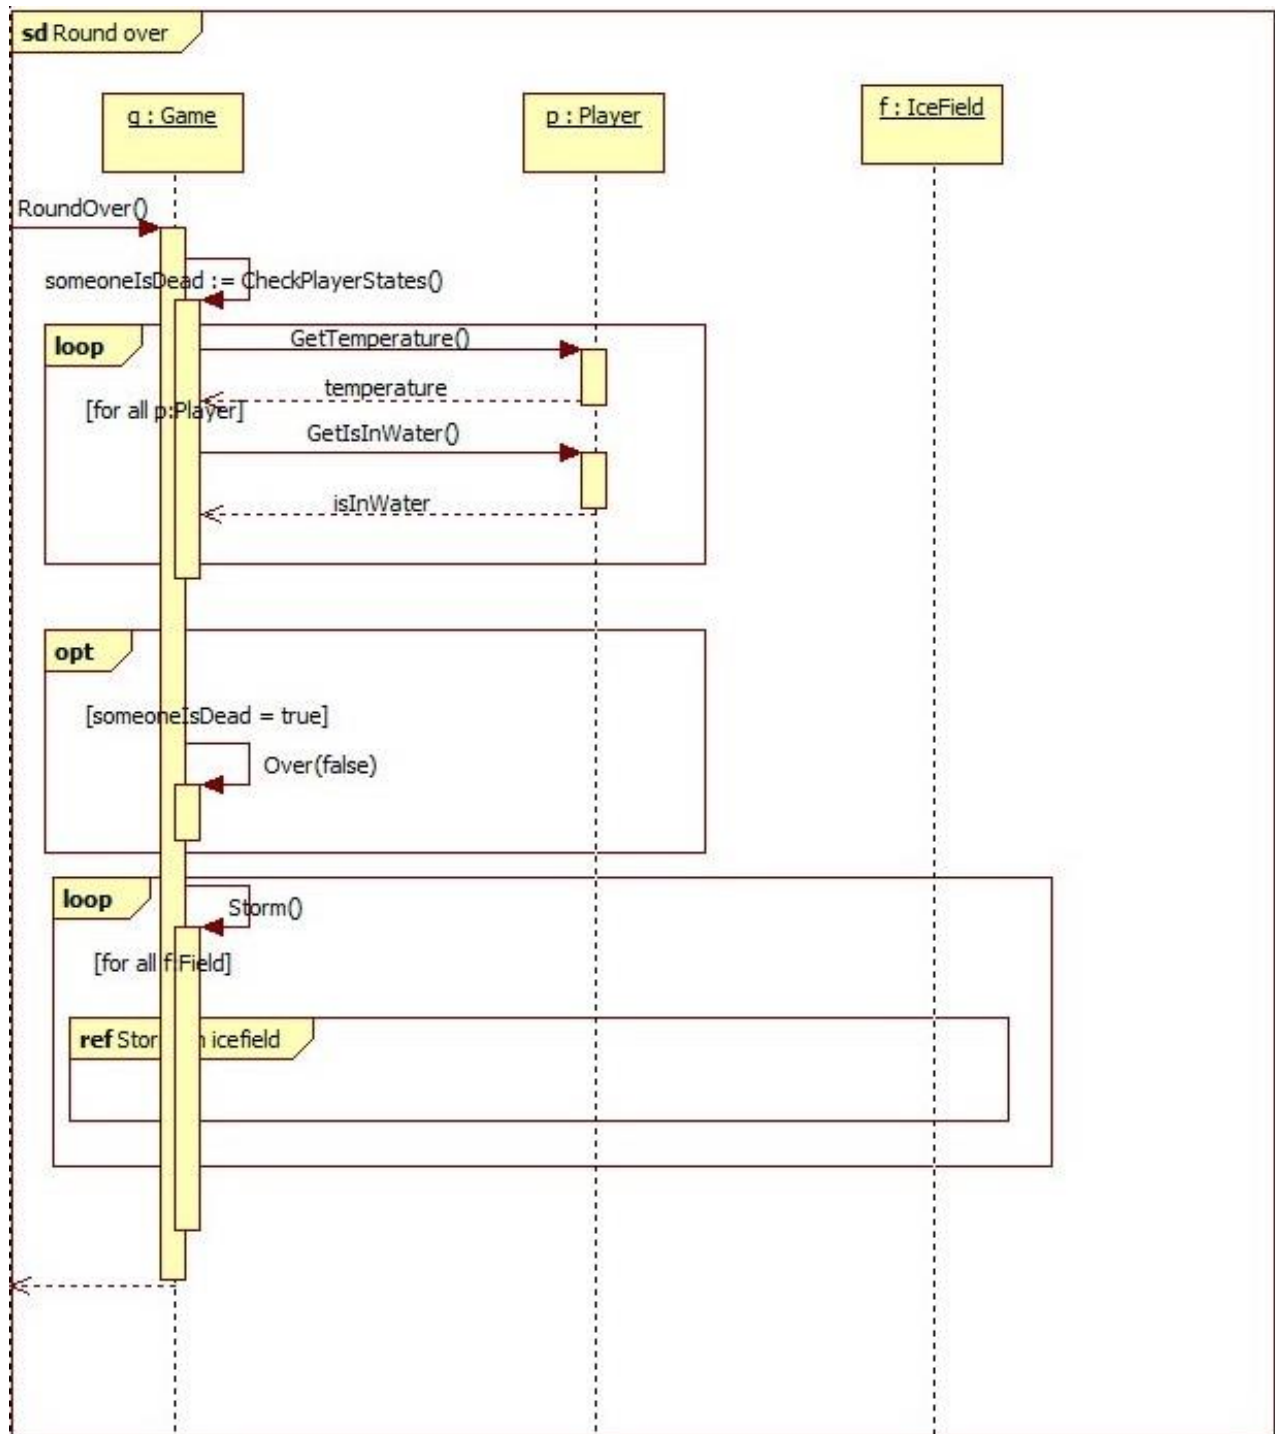 sd Round over
g : Game
p : Player
f : IceField
RoundOver()
someoneIsDead := CheckPlayerStates()
loop
GetTemperature()
temperature
[for all p:Player]
GetIsInWater()
isInWater
opt
[someoneIsDead = true]
Over(false)
loop
Storm()
[for all f:Field]
ref icefield